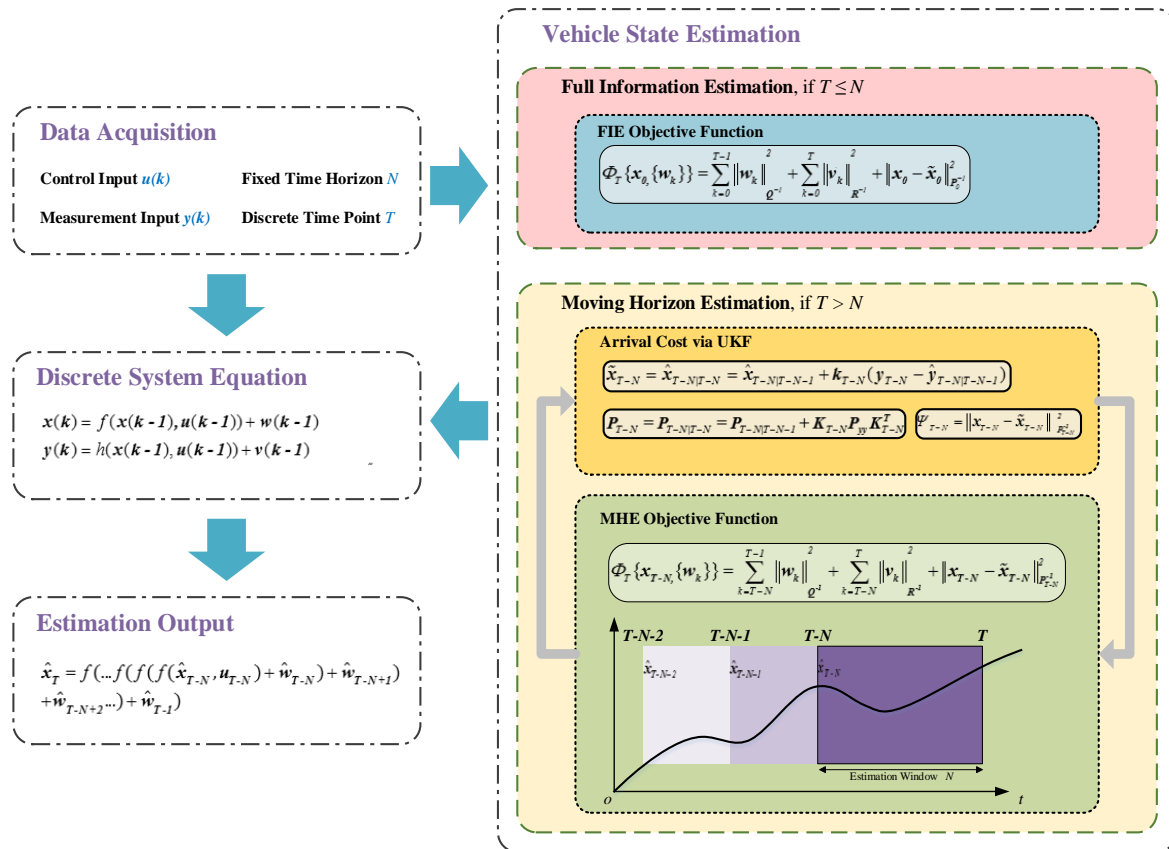 Data Acquisition
Control Input u(k) Fixed Time Horizon N
Measurement Input y(k) Discrete Time Point T
Discrete System Equation
x(k) = f(x(k-1), u(k-1)) + w(k-1)
y(k) = h(x(k-1), u(k-1)) + v(k-1)
Estimation Output
x̂_T = f(...f(f(f(x̂_{T-N}, u_{T-N}) + ŵ_{T-N}) + ŵ_{T-N+1})
+ŵ_{T-N+2}...) + ŵ_{T-1})
Vehicle State Estimation
Full Information Estimation, if T ≤ N
FIE Objective Function
Φ_T{x_0,{w_k}} = ∑_{k=0}^{T-1} ‖w_k‖²_{Q^{-1}} + ∑_{k=0}^{T} ‖v_k‖²_{R^{-1}} + ‖x_0 − x̃_0‖²_{P_0^{-1}}
Moving Horizon Estimation, if T > N
Arrival Cost via UKF
x̃_{T-N} = x̂_{T-N|T-N} = x̂_{T-N|T-N-1} + k_{T-N}(y_{T-N} − ŷ_{T-N|T-N-1})
P_{T-N} = P_{T-N|T-N} = P_{T-N|T-N-1} + K_{T-N} P_{yy} K_{T-N}^T
Ψ_{T-N} = ‖x_{T-N} − x̃_{T-N}‖²_{P_{T-N}^{-1}}
MHE Objective Function
Φ_T{x_{T-N},{w_k}} = ∑_{k=T-N}^{T-1} ‖w_k‖²_{Q^{-1}} + ∑_{k=T-N}^{T} ‖v_k‖²_{R^{-1}} + ‖x_{T-N} − x̃_{T-N}‖²_{P_{T-N}^{-1}}
T-N-2 T-N-1 T-N T
x̂_{T-N-2} x̂_{T-N-1} x̂_{T-N}
Estimation Window N
o t